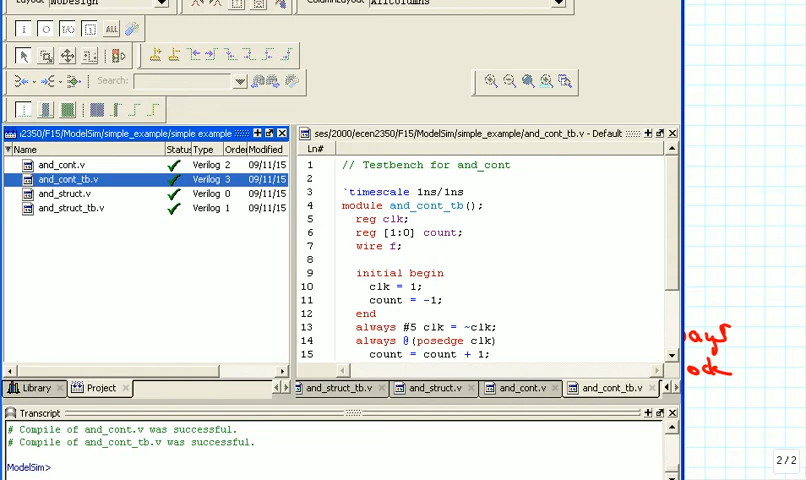 Layout NoDesign
ColumnLayout AllColumns
ALL
Search:
i2350/F15/ModelSim/simple_example/simple example
Name Status Type Order Modified
and_cont.v Verilog 2 09/11/15
and_cont_tb.v Verilog 3 09/11/15
and_struct.v Verilog 0 09/11/15
and_struct_tb.v Verilog 1 09/11/15
Library
Project
ses/2000/ecen2350/F15/ModelSim/simple_example/and_cont_tb.v - Default
Ln#
1 // Testbench for and_cont
2
3 `timescale 1ns/1ns
4 module and_cont_tb();
5 reg clk;
6 reg [1:0] count;
7 wire f;
8
9 initial begin
10 clk = 1;
11 count = -1;
12 end
13 always #5 clk = ~clk;
14 always @(posedge clk)
15 count = count + 1;
and_struct_tb.v
and_struct.v
and_cont.v
and_cont_tb.v
ays
ock
Transcript
# Compile of and_cont.v was successful.
# Compile of and_cont_tb.v was successful.
ModelSim>
2/2